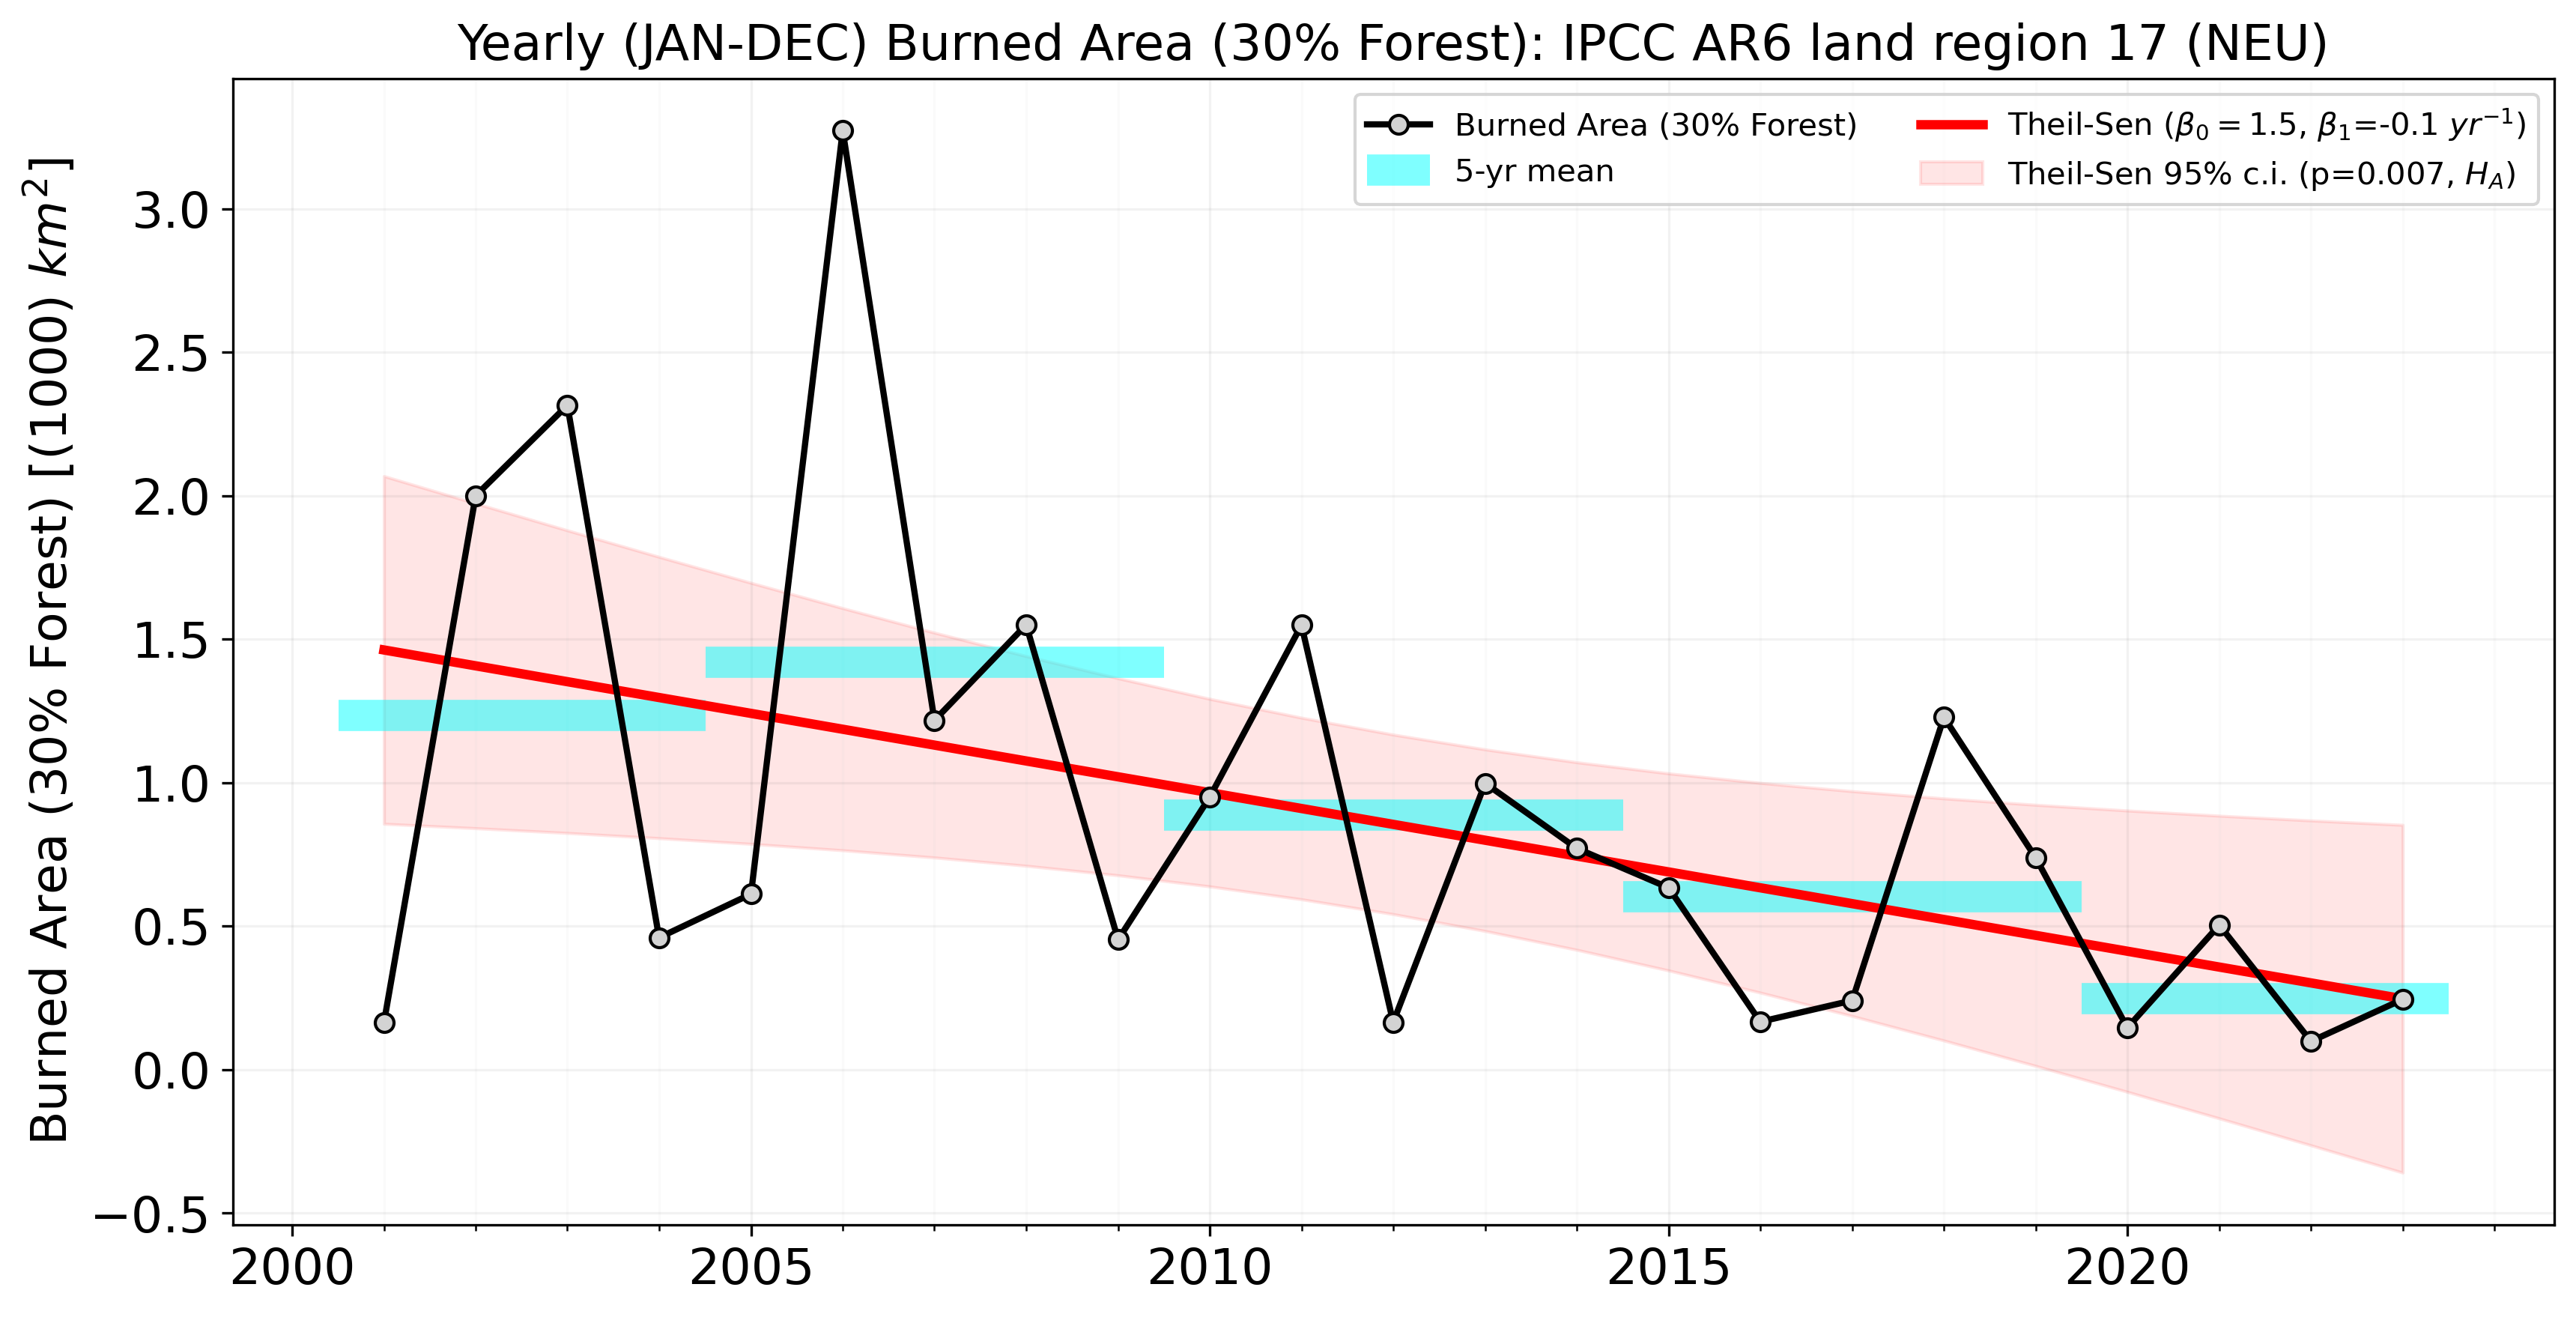 Yearly (JAN-DEC) Burned Area (30% Forest): IPCC AR6 land region 17 (NEU)
Burned Area (30% Forest)
5-yr mean
Theil-Sen (β₀ = 1.5, β₁=-0.1 yr⁻¹)
Theil-Sen 95% c.i. (p=0.007, H_A)
Burned Area (30% Forest) [(1000) km²]
3.0
2.5
2.0
1.5
1.0
0.5
0.0
−0.5
2000 2005 2010 2015 2020